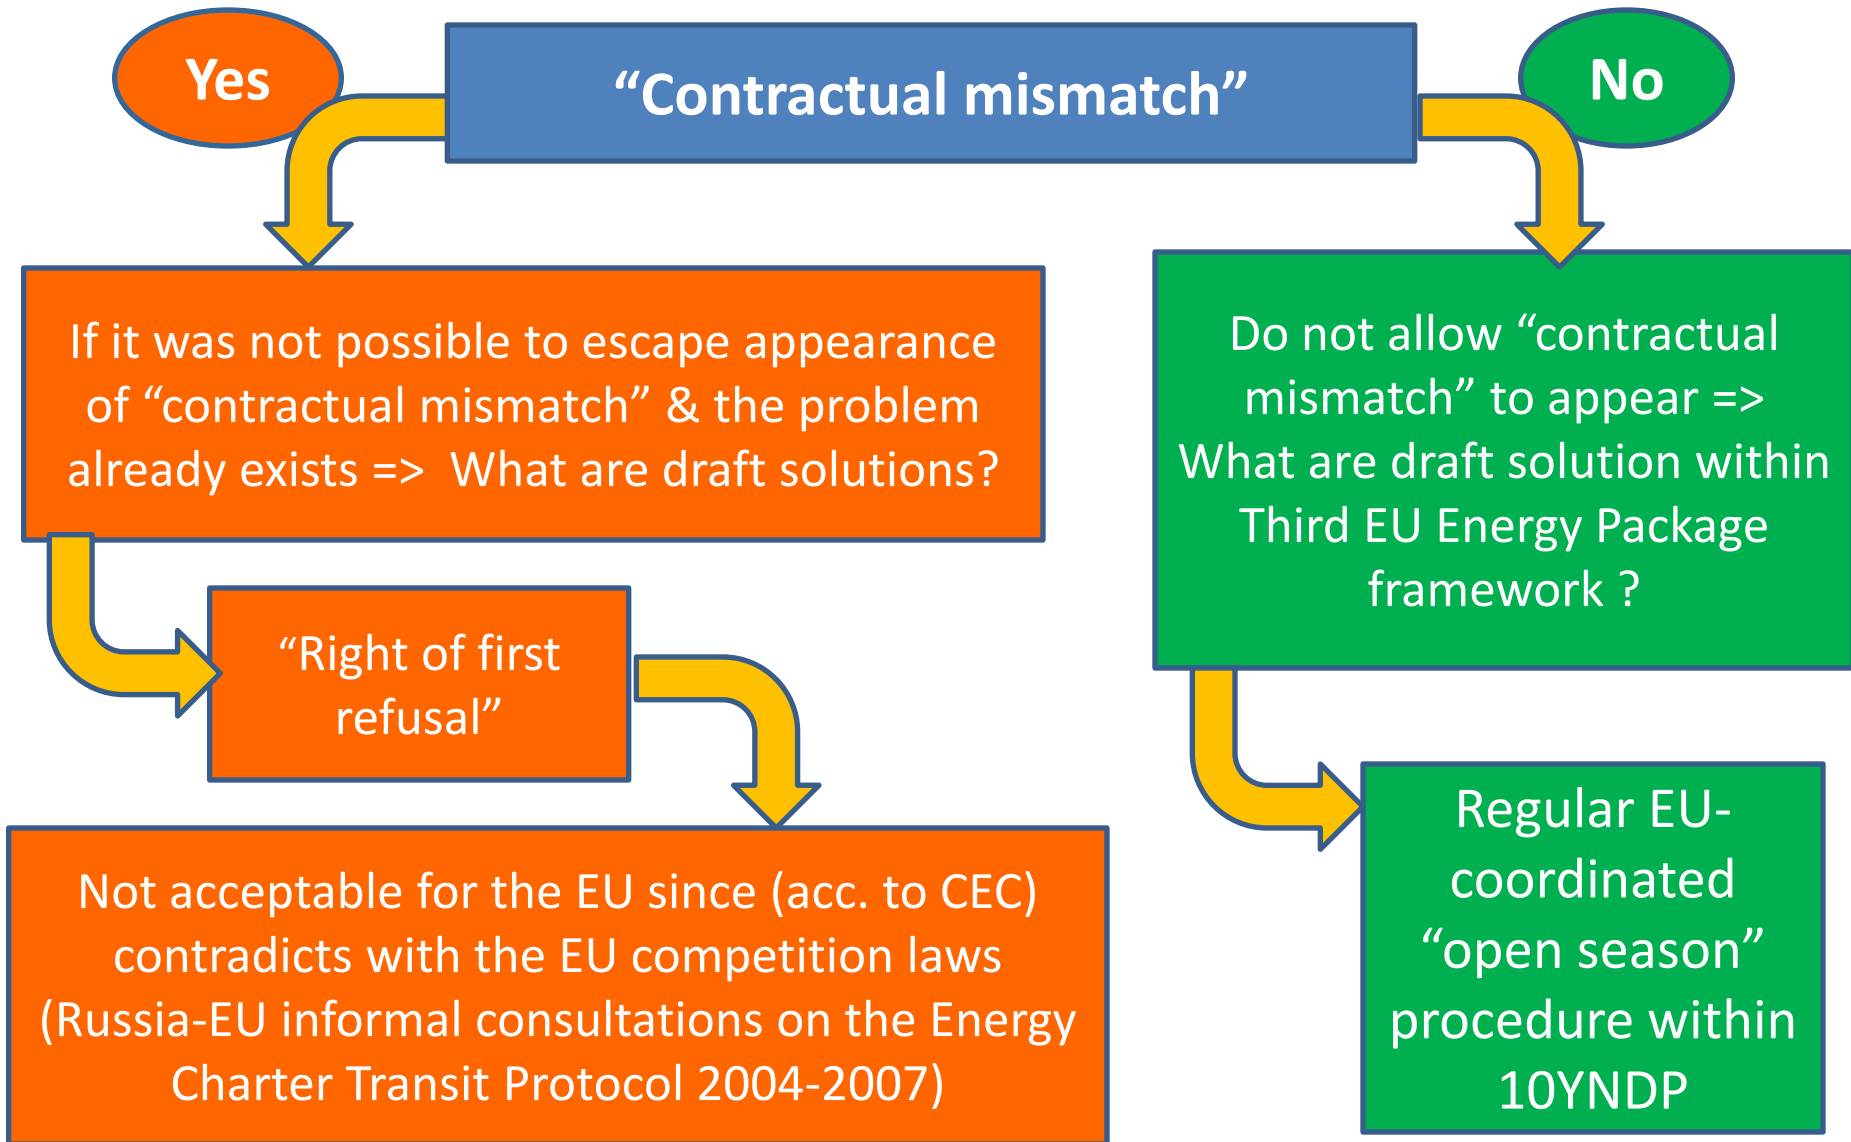 Yes
“Contractual mismatch”
No
If it was not possible to escape appearance
of “contractual mismatch” & the problem
already exists => What are draft solutions?
Do not allow “contractual
mismatch” to appear =>
What are draft solution within
Third EU Energy Package
framework ?
“Right of first
refusal”
Not acceptable for the EU since (acc. to CEC)
contradicts with the EU competition laws
(Russia-EU informal consultations on the Energy
Charter Transit Protocol 2004-2007)
Regular EU-
coordinated
“open season”
procedure within
10YNDP